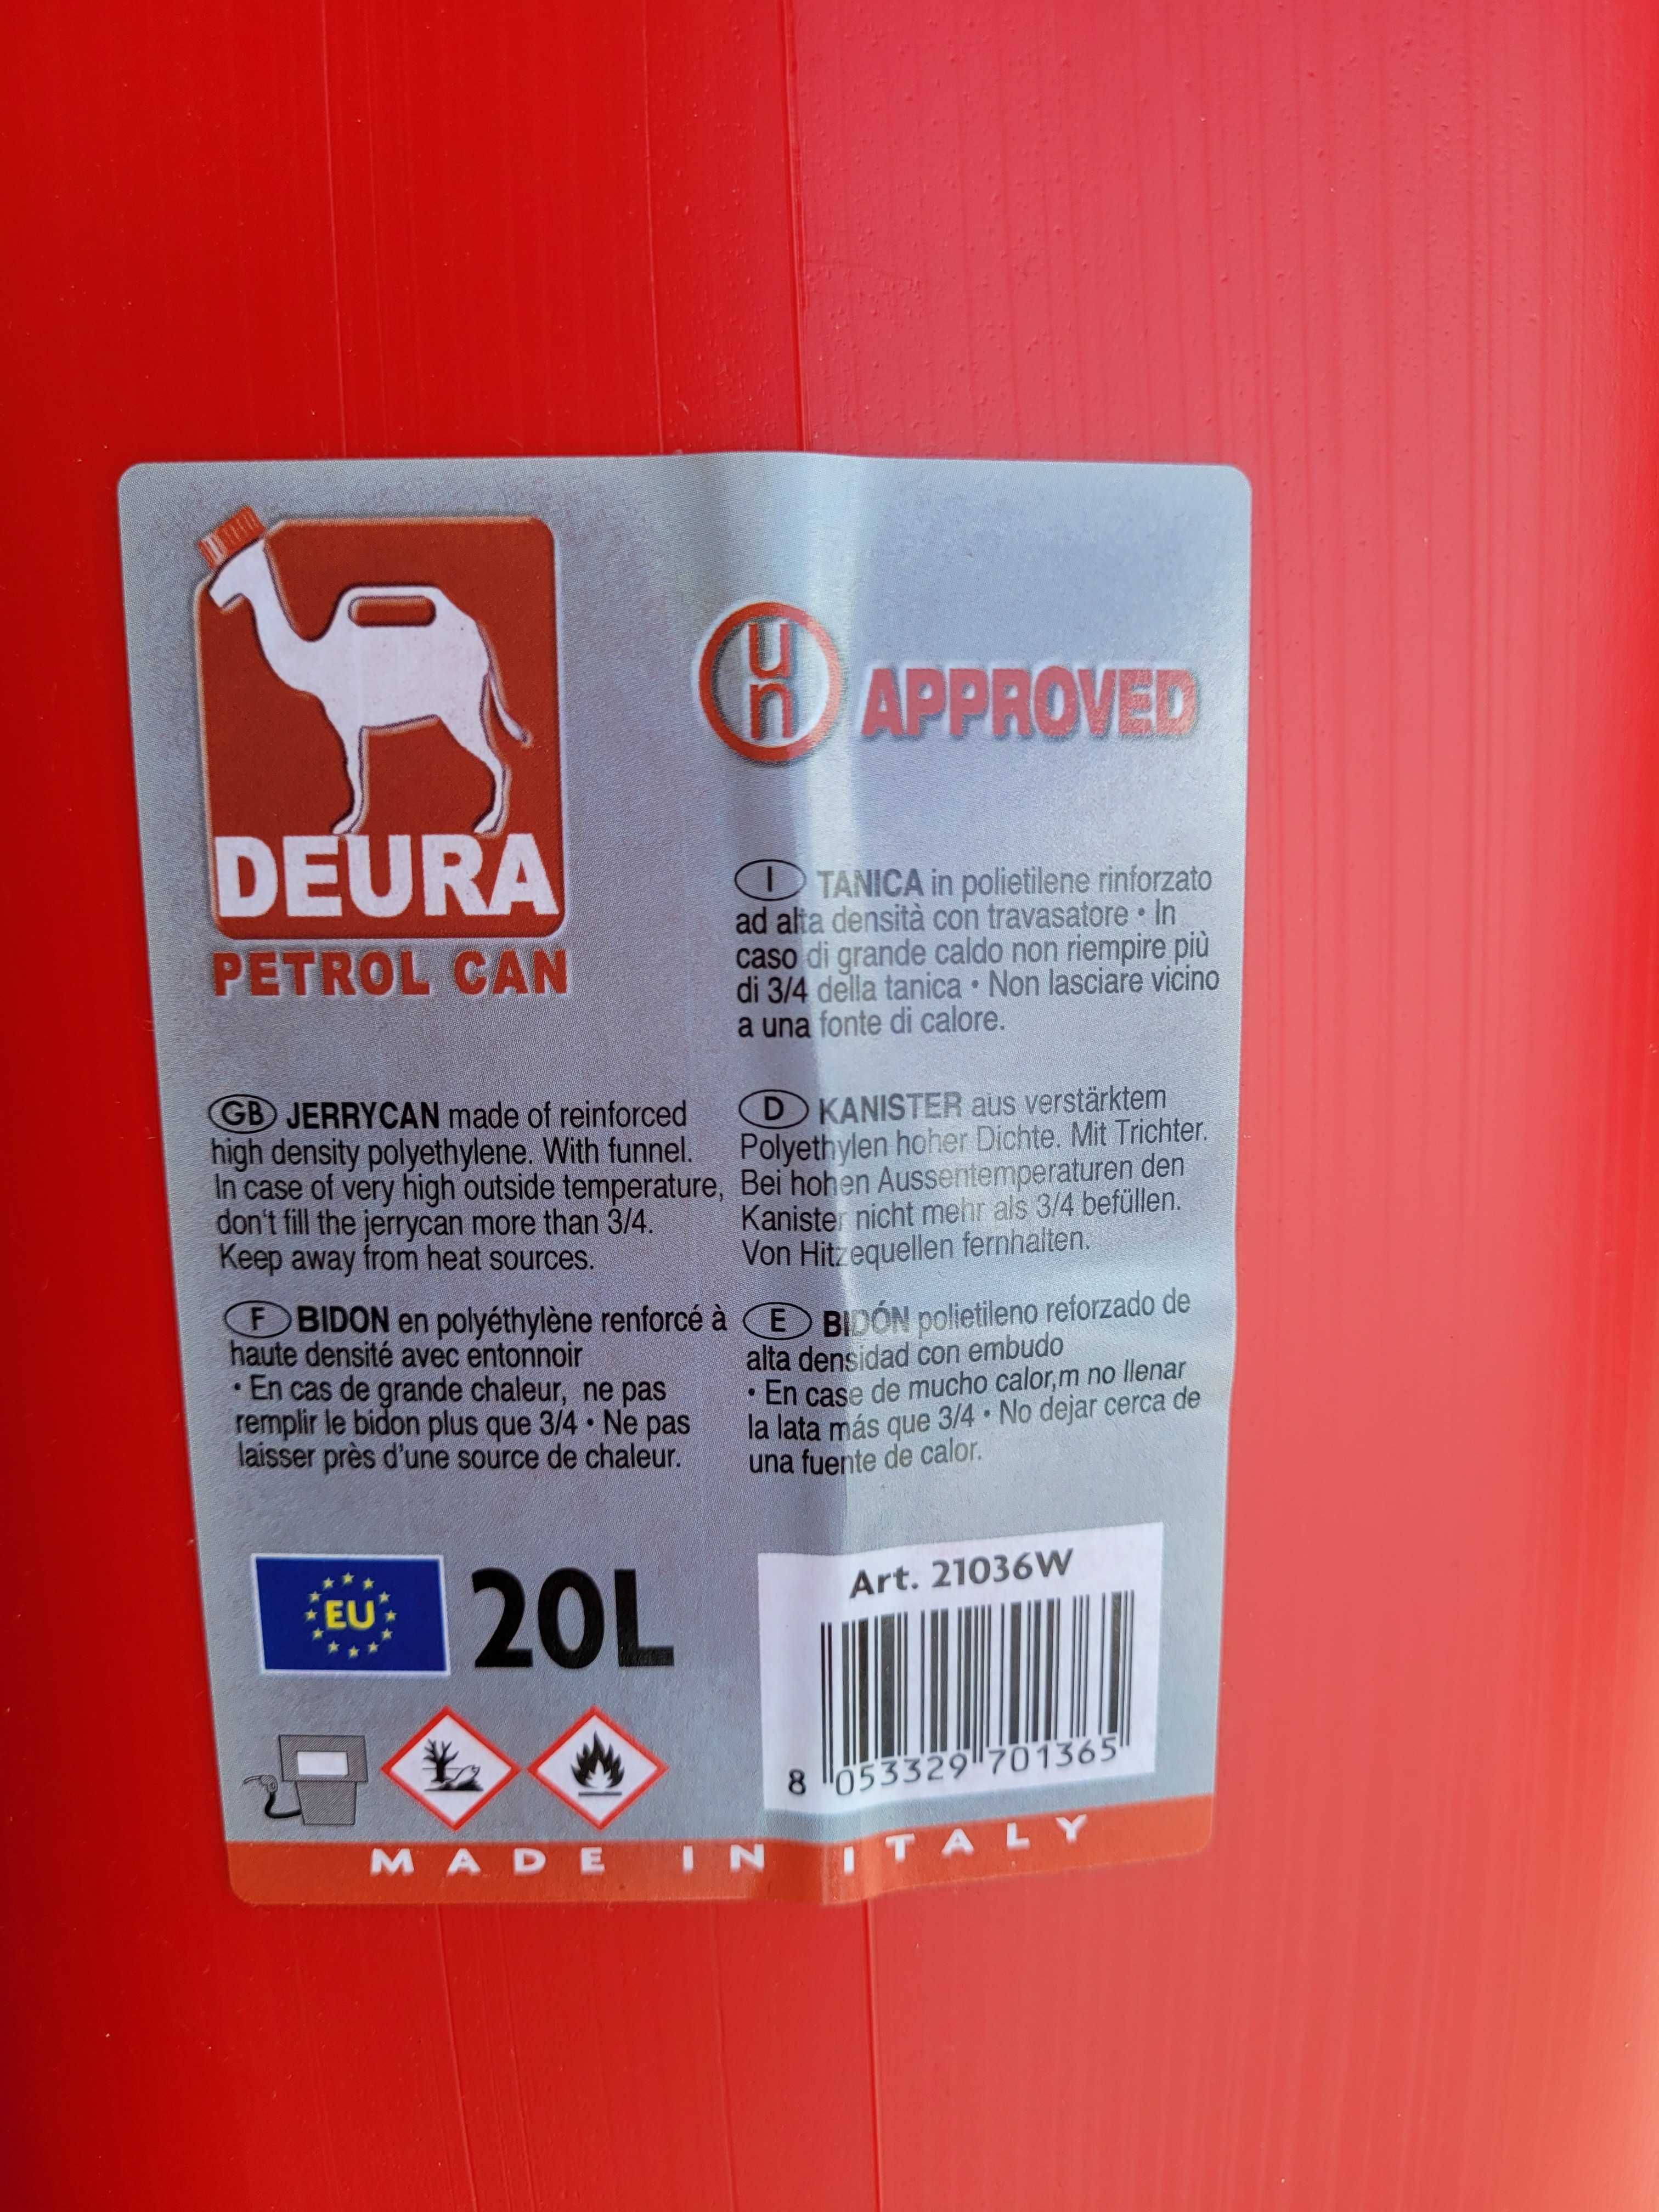 DEURA
PETROL CAN
un APPROVED
I TANICA in polietilene rinforzato
ad alta densità con travasatore • In
caso di grande caldo non riempire più
di 3/4 della tanica • Non lasciare vicino
a una fonte di calore.
GB JERRYCAN made of reinforced
high density polyethylene. With funnel.
In case of very high outside temperature,
don't fill the jerrycan more than 3/4.
Keep away from heat sources.
D KANISTER aus verstärktem
Polyethylen hoher Dichte. Mit Trichter.
Bei hohen Aussentemperaturen den
Kanister nicht mehr als 3/4 befüllen.
Von Hitzequellen fernhalten.
F BIDON en polyéthylène renforcé à
haute densité avec entonnoir
• En cas de grande chaleur, ne pas
remplir le bidon plus que 3/4 • Ne pas
laisser près d'une source de chaleur.
E BIDÓN polietileno reforzado de
alta densidad con embudo
• En case de mucho calor,m no llenar
la lata más que 3/4 • No dejar cerca de
una fuente de calor.
EU 20L
Art. 21036W
8 053329 701365
MADE IN ITALY